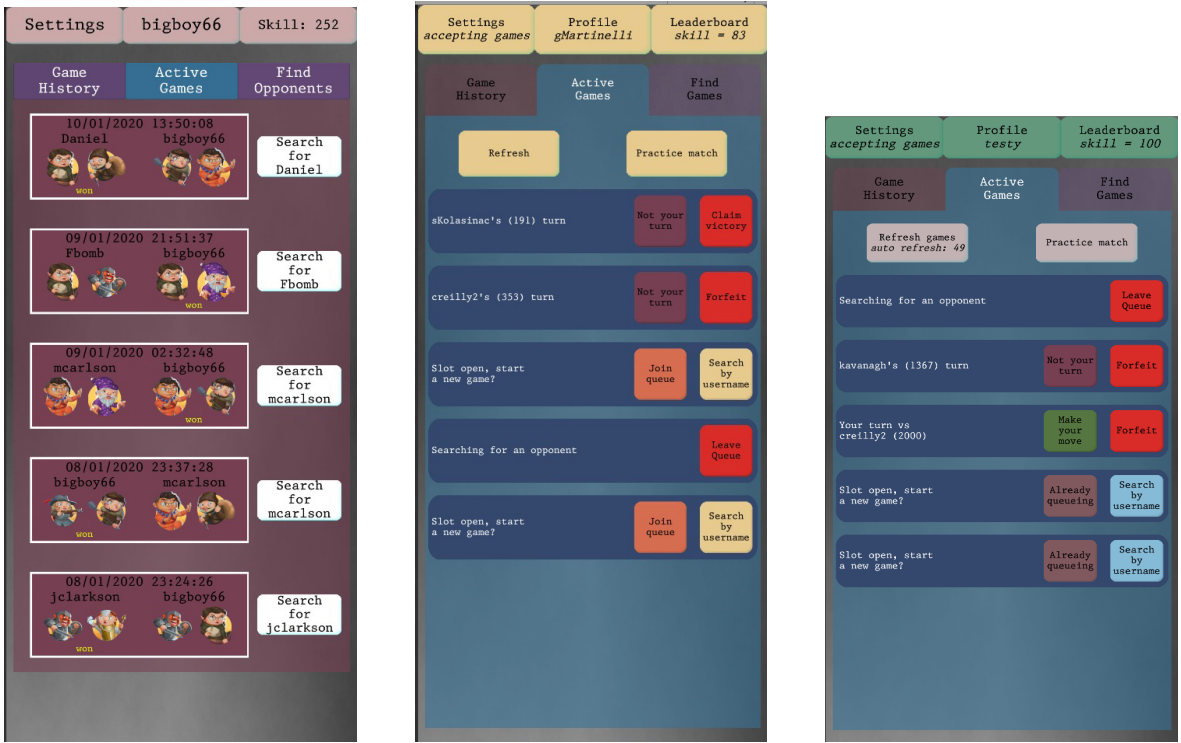 Settings
bigboy66
Skill: 252
Game
History
Active
Games
Find
Opponents
10/01/2020 13:50:08
Daniel
bigboy66
won
Search
for
Daniel
09/01/2020 21:51:37
Fbomb
bigboy66
won
Search
for
Fbomb
09/01/2020 02:32:48
mcarlson
bigboy66
won
Search
for
mcarlson
08/01/2020 23:37:28
bigboy66
mcarlson
won
Search
for
mcarlson
08/01/2020 23:24:26
jclarkson
bigboy66
won
Search
for
jclarkson
Settings
accepting games
Profile
gMartinelli
Leaderboard
skill = 83
Game
History
Active
Games
Find
Games
Refresh
Practice match
sKolasinac's (191) turn
Not your
turn
Claim
victory
creilly2's (353) turn
Not your
turn
Forfeit
Slot open, start
a new game?
Join
queue
Search
by
username
Searching for an opponent
Leave
Queue
Slot open, start
a new game?
Join
queue
Search
by
username
Settings
accepting games
Profile
testy
Leaderboard
skill = 100
Game
History
Active
Games
Find
Games
Refresh games
auto refresh: 49
Practice match
Searching for an opponent
Leave
Queue
kavanagh's (1367) turn
Not your
turn
Forfeit
Your turn vs
creilly2 (2000)
Make
your
move
Forfeit
Slot open, start
a new game?
Already
queueing
Search
by
username
Slot open, start
a new game?
Already
queueing
Search
by
username